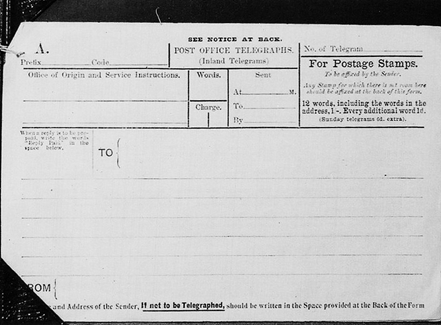 SEE NOTICE AT BACK.
A.
POST OFFICE TELEGRAPHS.
No. of Telegram
Prefix Code
(Inland Telegrams)
For Postage Stamps.
To be affixed by the Sender.
Any Stamp for which there is not room here
should be affixed at the back of this form.
12 words, including the words in the
address, 1/-. Every additional word 1d.
(Sunday telegrams 6d. extra).
Office of Origin and Service Instructions.
Words.
Sent
At M.
Charge.
To
By
When a reply is to be pre-
paid, write the words
"Reply Paid" in the
space below.
TO
ROM
and Address of the Sender, If not to be Telegraphed, should be written in the Space provided at the Back of the Form